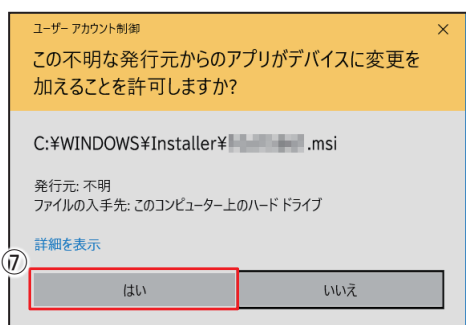 ユーザー アカウント制御
×
この不明な発行元からのアプリがデバイスに変更を
加えることを許可しますか?
C:¥WINDOWS¥Installer¥ .msi
発行元: 不明
ファイルの入手先: このコンピューター上のハード ドライブ
詳細を表示
⑰
はい
いいえ